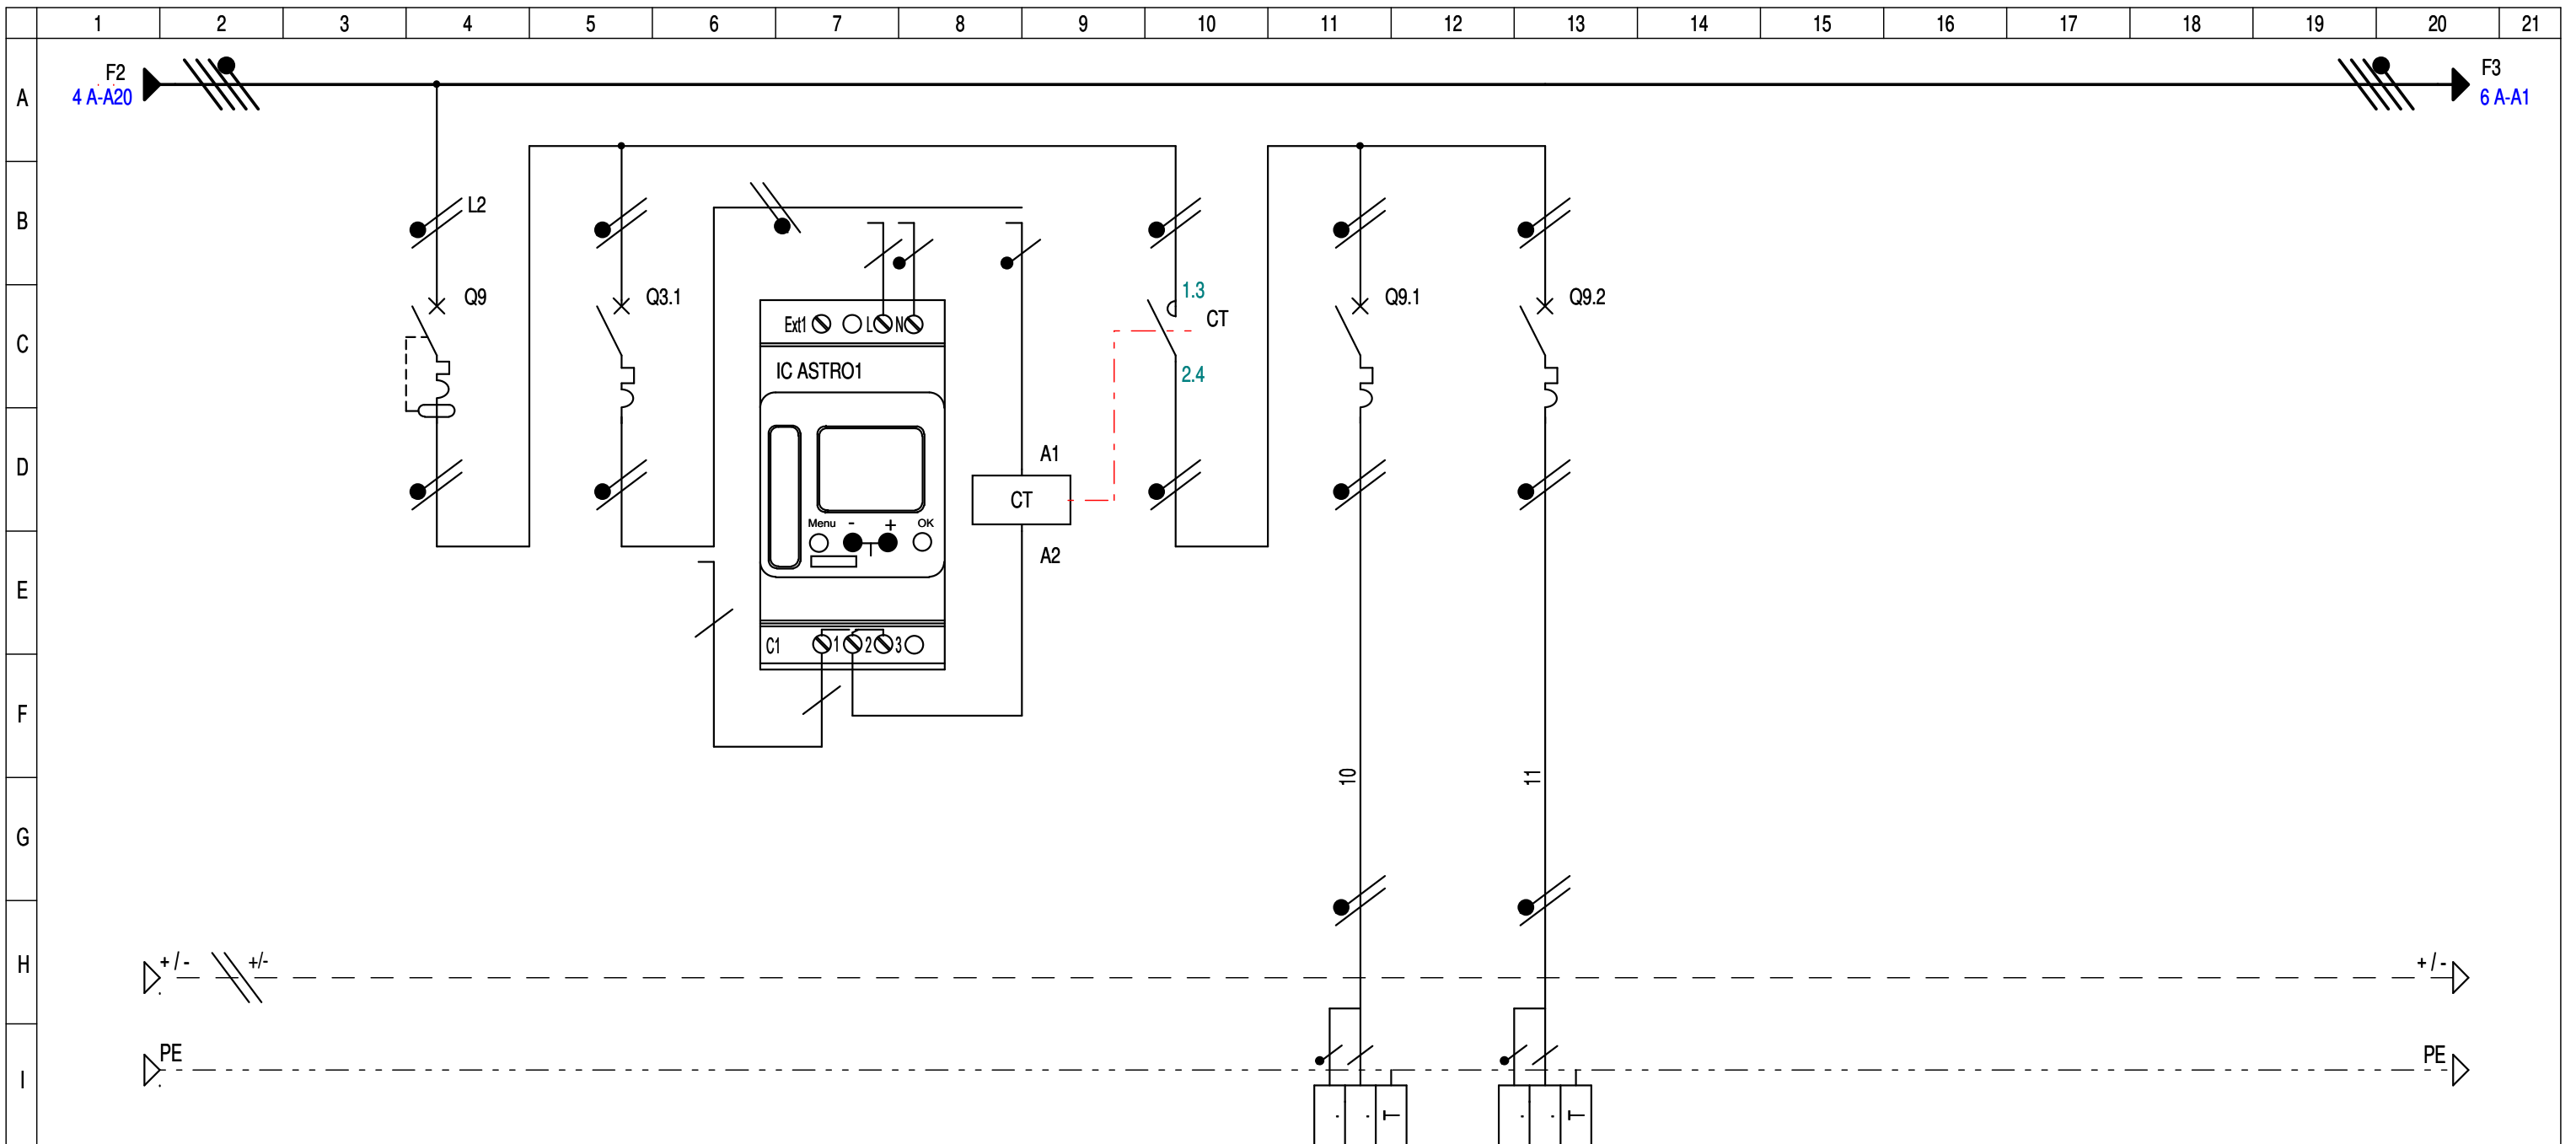 1 2 3 4 5 6 7 8 9 10 11 12 13 14 15 16 17 18 19 20 21
A
F2
4 A-A20
F3
6 A-A1
B
L2
C
Q9
Q3.1
1.3
CT
2.4
Q9.1
Q9.2
Ext1 L N
IC ASTRO1
D
A1
CT
A2
Menu - + OK
E
C1 1 2 3
F
10
11
G
H
+ / -
+/-
+ / -
I
PE
PE
T
T